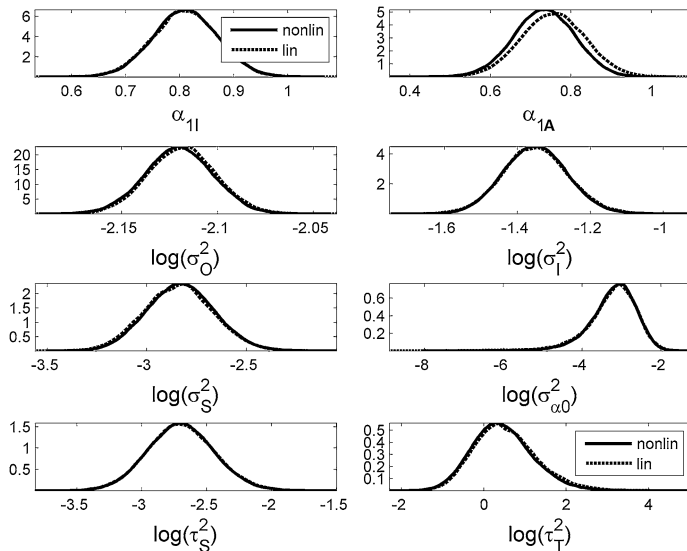 6
4
2
nonlin
lin
0.6 0.7 0.8 0.9 1
α1I
5
4
3
2
1
0.4 0.6 0.8 1
α1A
20
15
10
5
-2.15 -2.1 -2.05
log(σ²O)
4
2
-1.6 -1.4 -1.2 -1
log(σ²I)
2
1.5
1
0.5
-3.5 -3 -2.5
log(σ²S)
0.6
0.4
0.2
-8 -6 -4 -2
log(σ²α0)
1.5
1
0.5
-3.5 -3 -2.5 -2 -1.5
log(τ²S)
0.5
0.4
0.3
0.2
0.1
nonlin
lin
-2 0 2 4
log(τ²T)